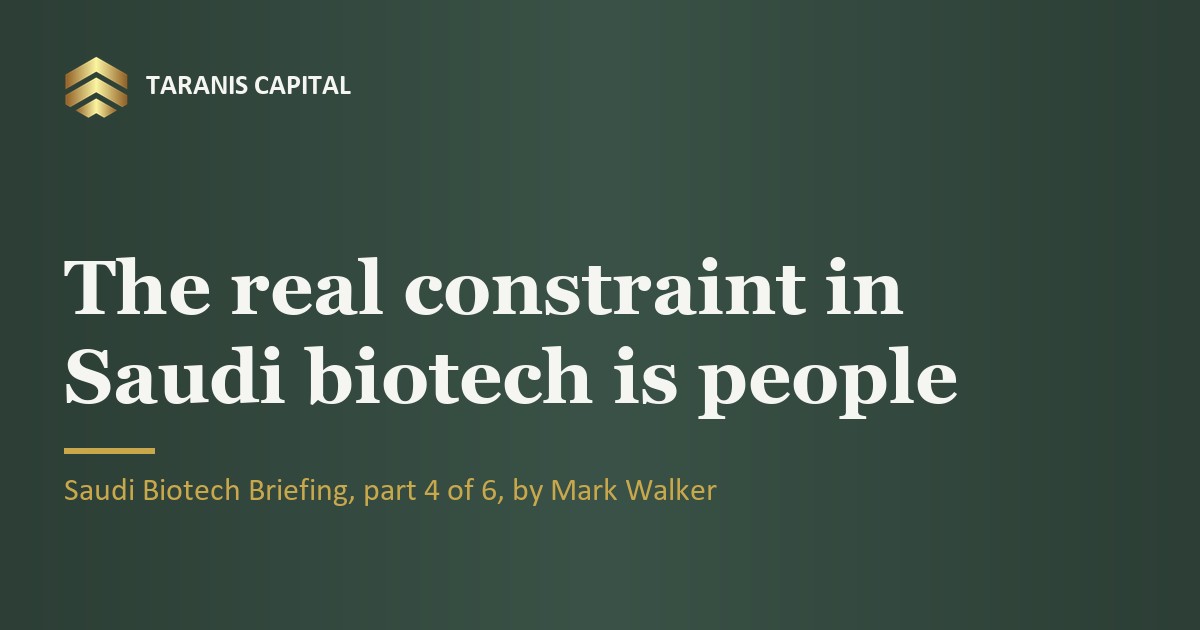 TARANIS CAPITAL
The real constraint in
Saudi biotech is people
Saudi Biotech Briefing, part 4 of 6, by Mark Walker